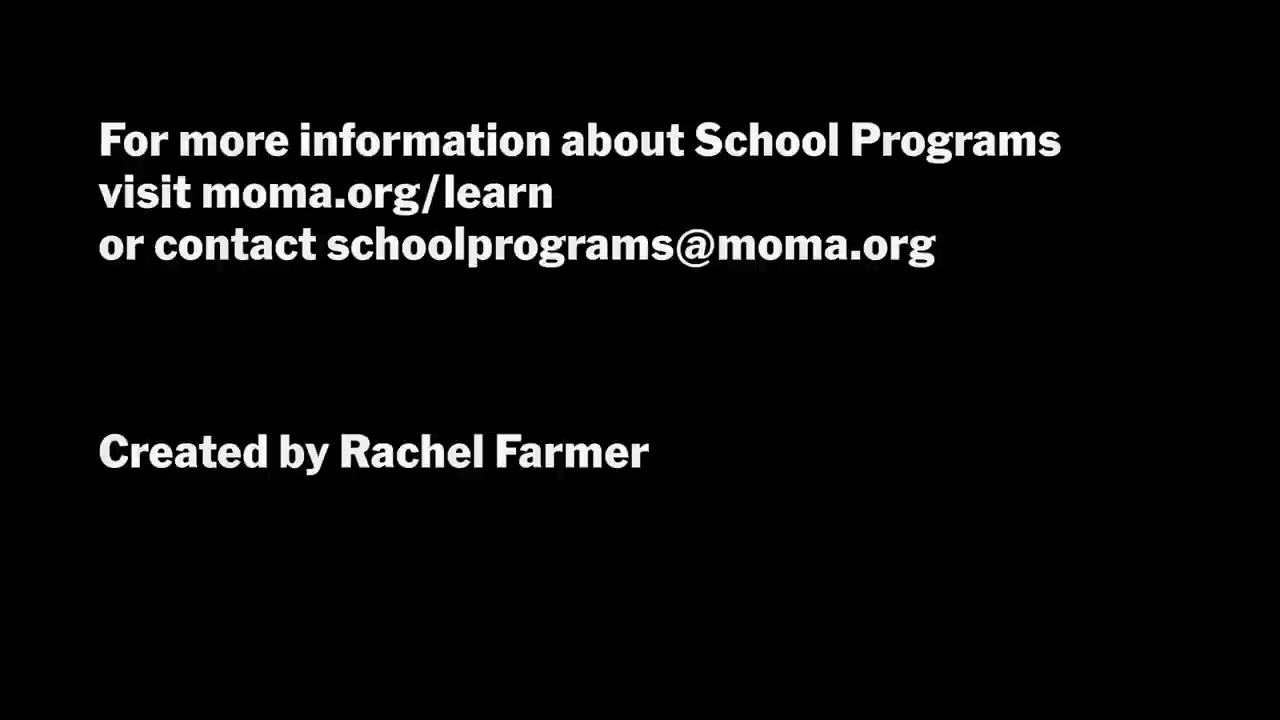 For more information about School Programs
visit moma.org/learn
or contact schoolprograms@moma.org
Created by Rachel Farmer